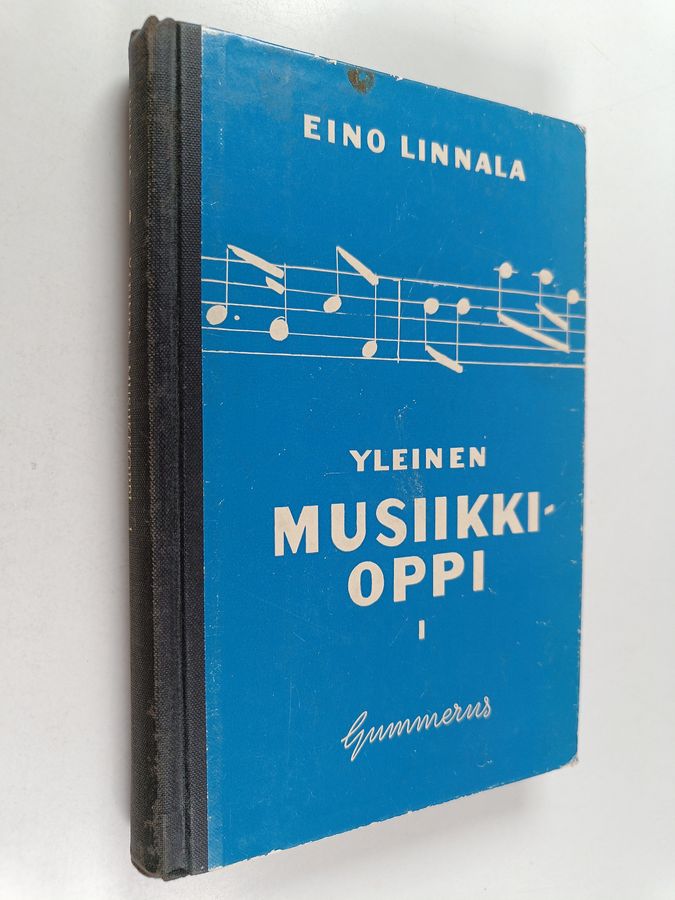 EINO LINNALA
YLEINEN
MUSIIKKI-
OPPI
I
Gummerus